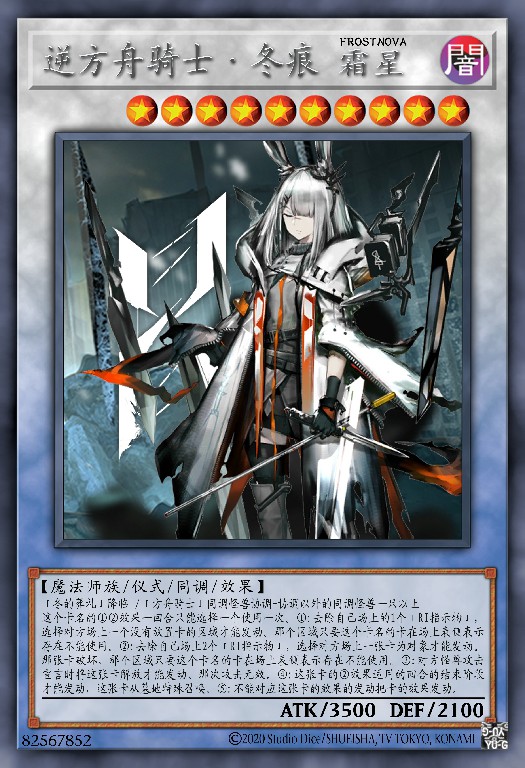 FROSTNOVA
逆方舟骑士·冬痕 霜星
闇
【魔法师族/仪式/同调/效果】
「冬的葬礼」降临 /「方舟骑士」同调怪兽协调-协调以外的同调怪兽一只以上
这个卡名的①②效果一回合只能选择一个使用一次。①:去除自己场上的1个「RI指示物」,
选择对方场上一个没有放置卡的区域才能发动。那个区域只要这个卡名的卡在场上表侧表示
存在不能使用。②:去除自己场上2个「RI指示物」,选择对方场上一张卡为对象才能发动。
那张卡破坏,那个区域只要这个卡名的卡在场上表侧表示存在不能使用。③:对方怪兽攻击
宣言时将这张卡解放才能发动。那次攻击无效。④:这张卡的③效果适用的回合的结束阶段
才能发动,这张卡从墓地特殊召唤。⑤:不能对应这张卡的效果的发动把卡的效果发动。
ATK/3500 DEF/2100
82567852
©2020 Studio Dice/SHUEISHA, TV TOKYO, KONAMI